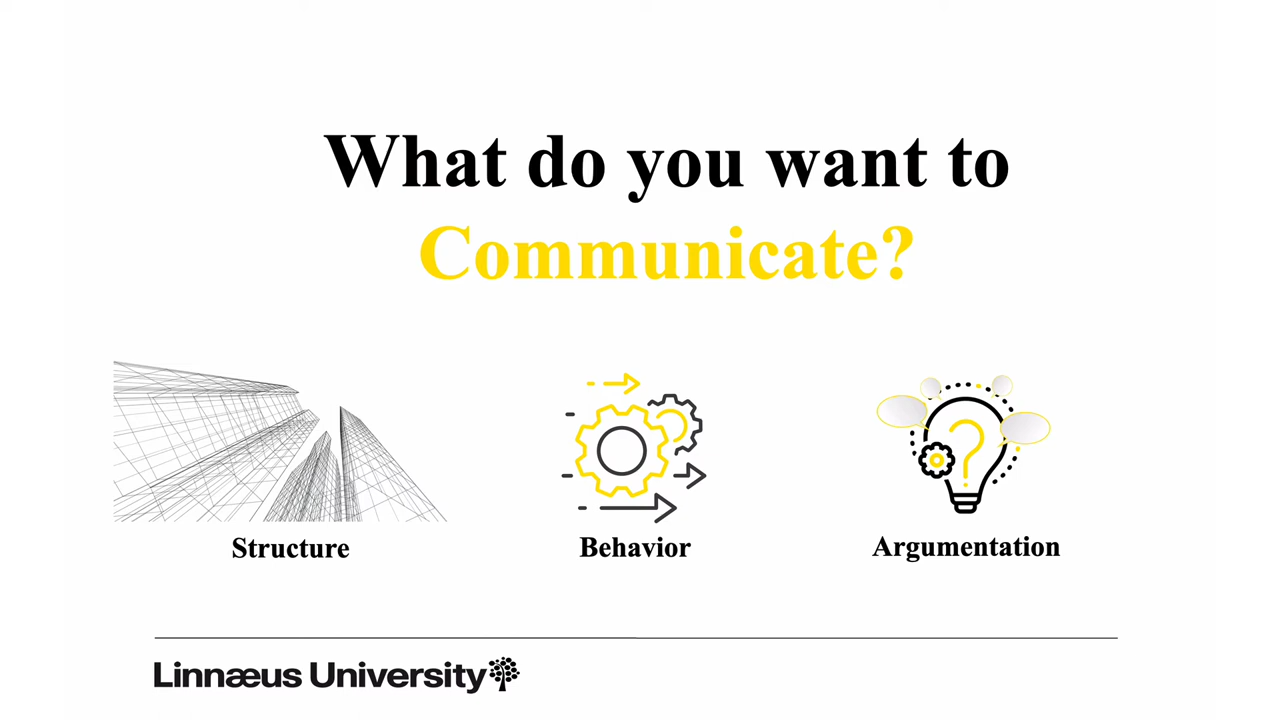 What do you want to
Communicate?
Structure
Behavior
Argumentation
Linnæus University